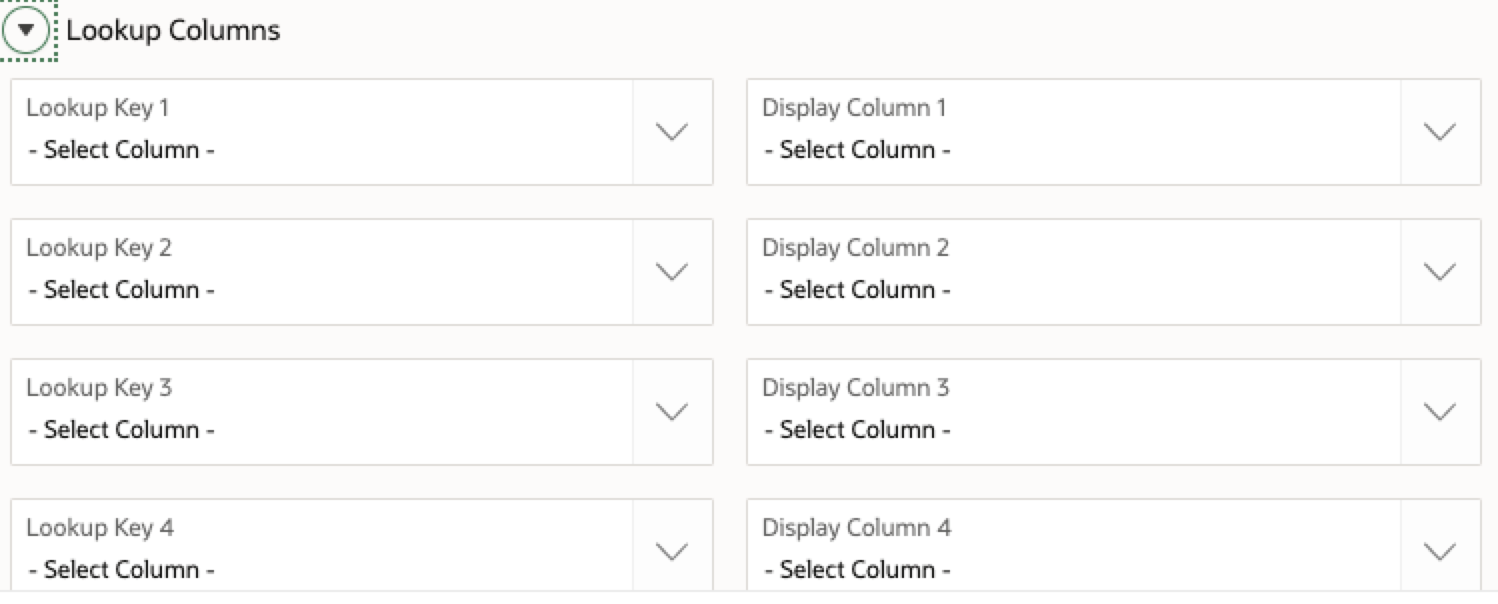 Lookup Columns
Lookup Key 1
- Select Column -
Display Column 1
- Select Column -
Lookup Key 2
- Select Column -
Display Column 2
- Select Column -
Lookup Key 3
- Select Column -
Display Column 3
- Select Column -
Lookup Key 4
- Select Column -
Display Column 4
- Select Column -